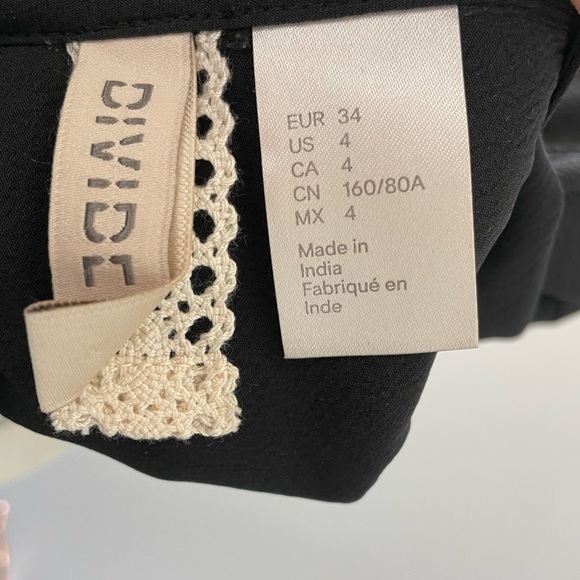 DIVIDE
EUR 34
US 4
CA 4
CN 160/80A
MX 4
Made in
India
Fabriqué en
Inde